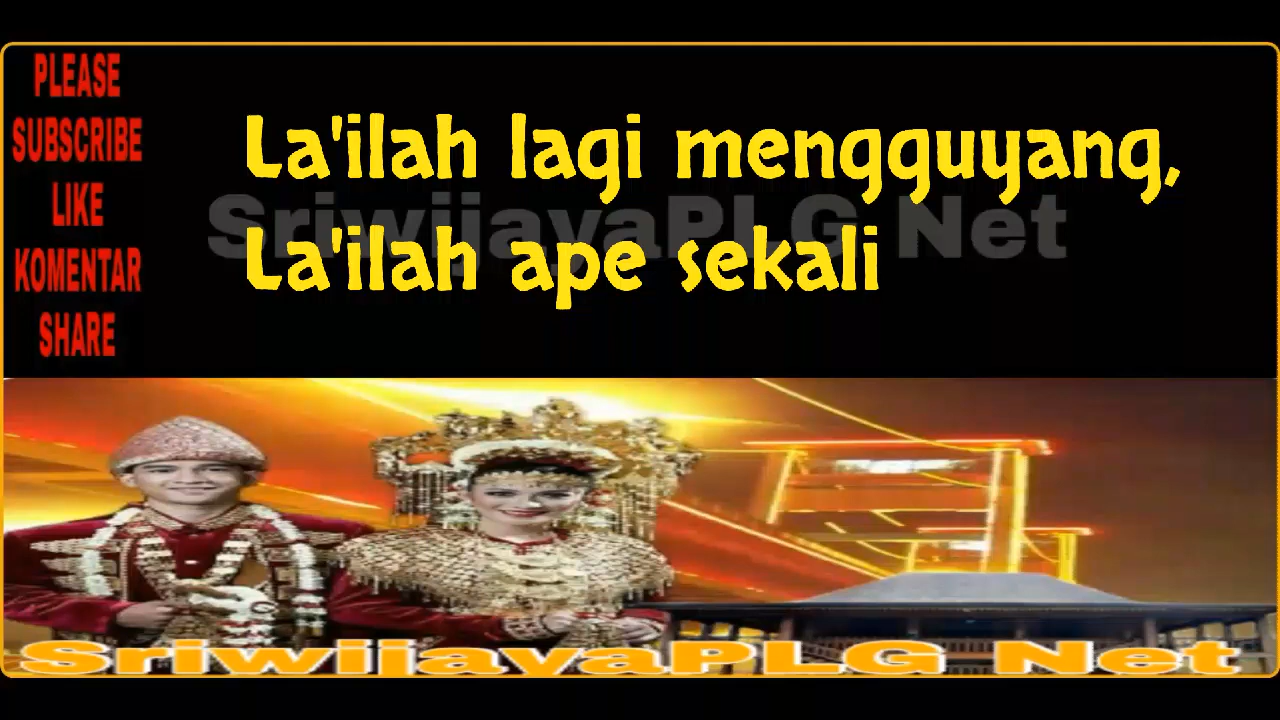 PLEASE
SUBSCRIBE
LIKE
KOMENTAR
SHARE
La'ilah lagi mengguyang,
SriwijayaPLG Net
La'ilah ape sekali
SriwijayaPLG Net